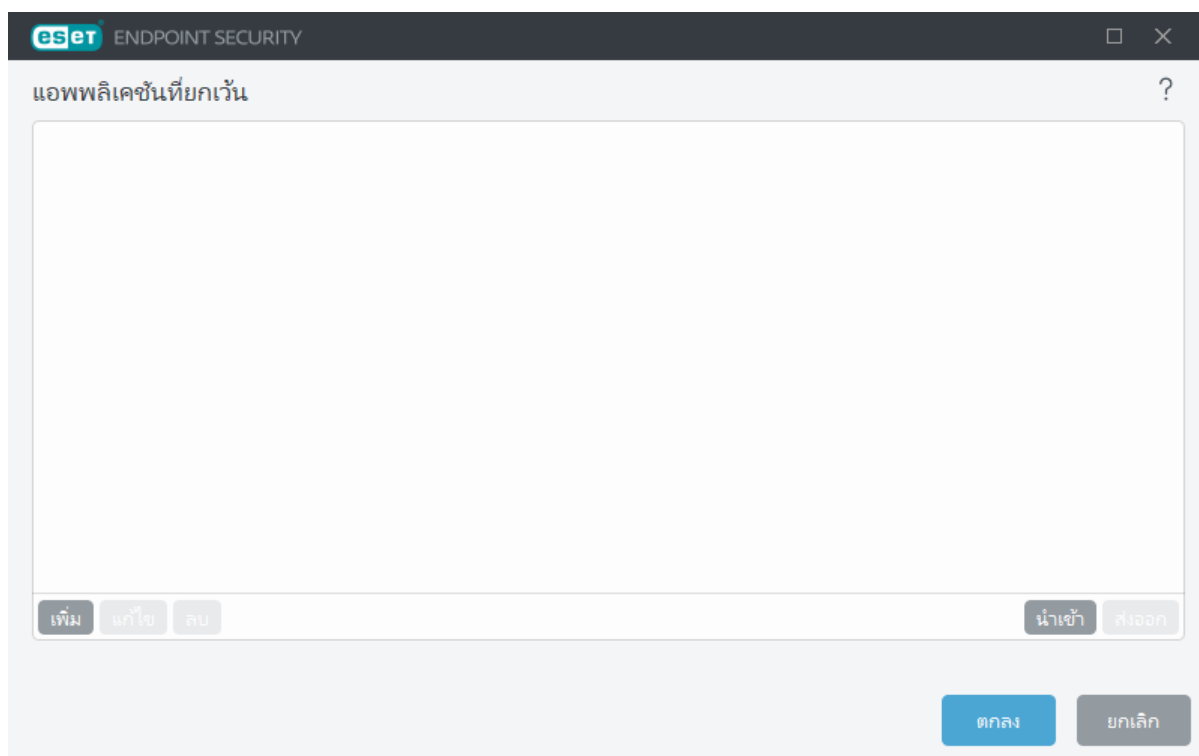 eset ENDPOINT SECURITY
แอพพลิเคชันที่ยกเว้น
?
เพิ่ม แก้ไข ลบ นำเข้า ส่งออก
ตกลง ยกเลิก